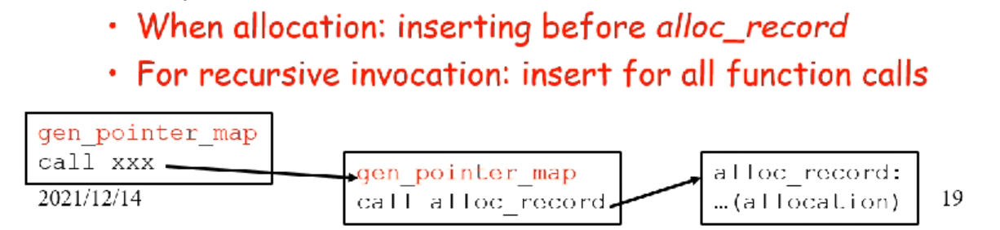 • When allocation: inserting before alloc_record
• For recursive invocation: insert for all function calls
gen_pointer_map
call xxx
gen_pointer_map
call alloc_record
alloc_record:
…(allocation)
2021/12/14
19